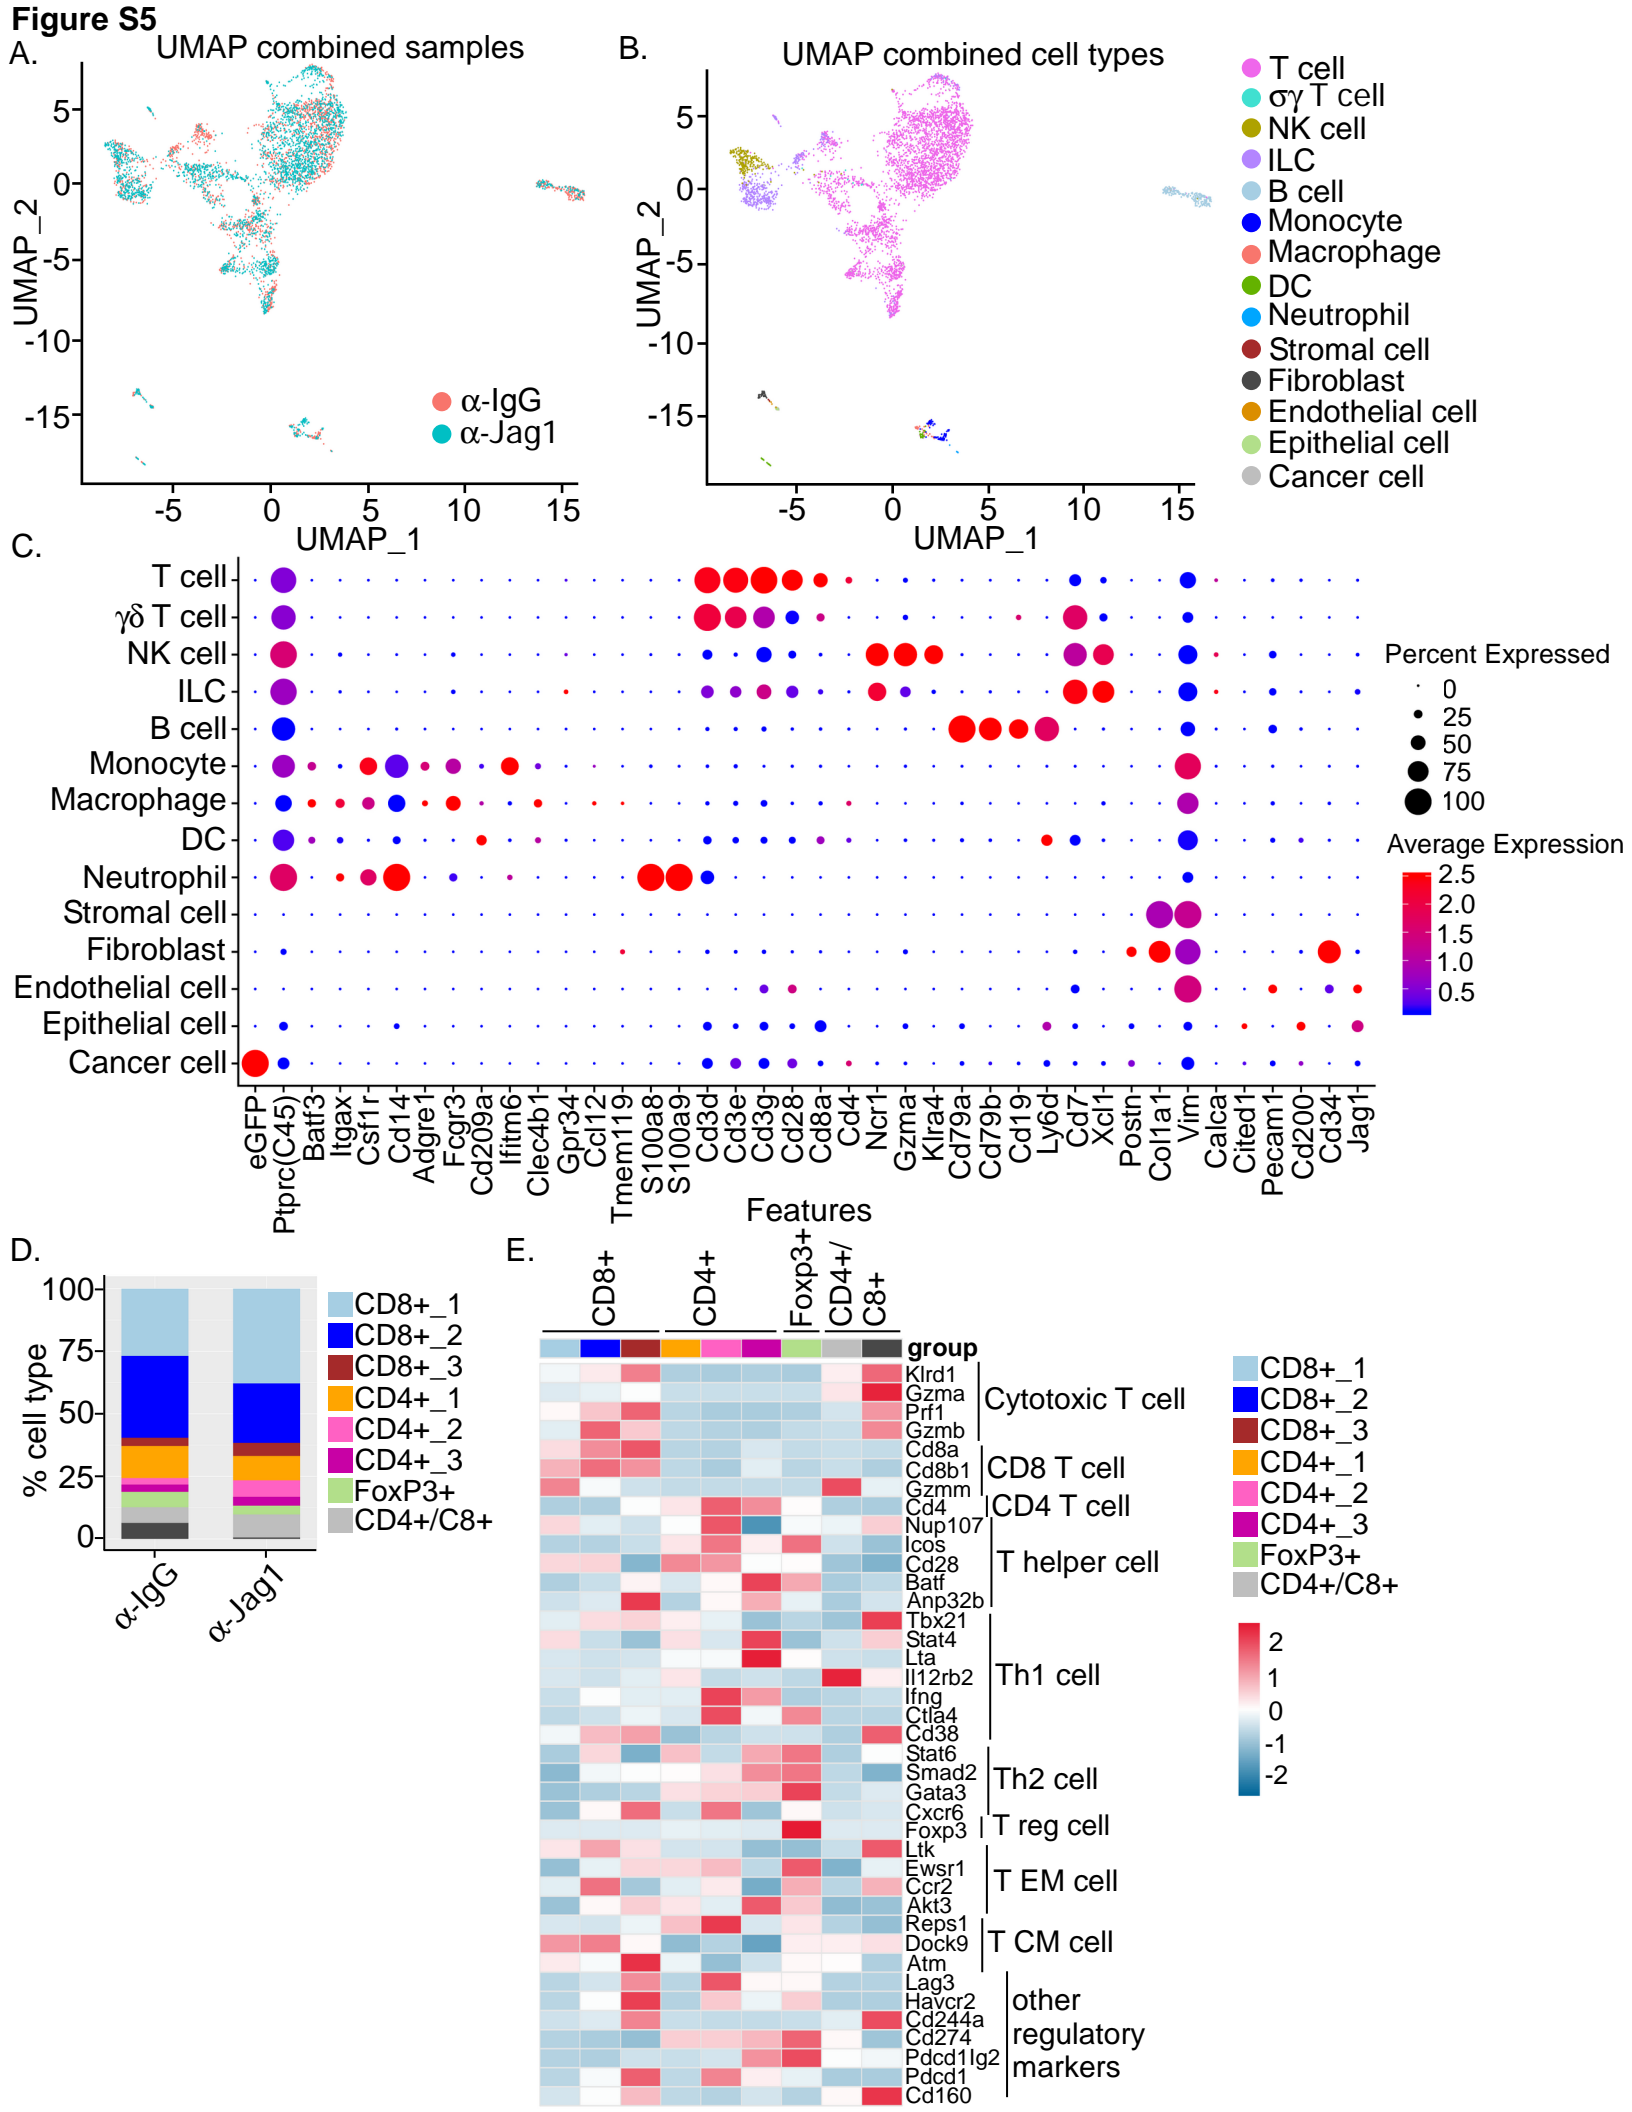 Figure S5
A.
UMAP combined samples
UMAP_2
5
0
-5
-10
-15
α-IgG
α-Jag1
-5
0
5
10
15
UMAP_1
B.
UMAP combined cell types
UMAP_2
5
0
-5
-10
-15
-5
0
5
10
15
UMAP_1
T cell
σγ T cell
NK cell
ILC
B cell
Monocyte
Macrophage
DC
Neutrophil
Stromal cell
Fibroblast
Endothelial cell
Epithelial cell
Cancer cell
C.
T cell
γδ T cell
NK cell
ILC
B cell
Monocyte
Macrophage
DC
Neutrophil
Stromal cell
Fibroblast
Endothelial cell
Epithelial cell
Cancer cell
eGFP
Ptprc(C45)
Batf3
Itgax
Csf1r
Cd14
Adgre1
Fcgr3
Cd209a
Ifitm6
Clec4b1
Gpr34
Ccl12
Tmem119
S100a8
S100a9
Cd3d
Cd3e
Cd3g
Cd28
Cd8a
Cd4
Ncr1
Gzma
Klra4
Cd79a
Cd79b
Cd19
Ly6d
Cd7
Xcl1
Postn
Col1a1
Vim
Calca
Cited1
Pecam1
Cd200
Cd34
Jag1
Features
Percent Expressed
0
25
50
75
100
Average Expression
2.5
2.0
1.5
1.0
0.5
D.
% cell type
100
75
50
25
0
α-IgG
α-Jag1
CD8+_1
CD8+_2
CD8+_3
CD4+_1
CD4+_2
CD4+_3
FoxP3+
CD4+/C8+
E.
CD8+
CD4+
Foxp3+
CD4+/
C8+
group
Klrd1
Gzma
Prf1
Gzmb
Cd8a
Cd8b1
Gzmm
Cd4
Nup107
Icos
Cd28
Batf
Anp32b
Tbx21
Stat4
Lta
Il12rb2
Ifng
Ctla4
Cd38
Stat6
Smad2
Gata3
Cxcr6
Foxp3
Ltk
Ewsr1
Ccr2
Akt3
Reps1
Dock9
Atm
Lag3
Havcr2
Cd244a
Cd274
Pdcd1lg2
Pdcd1
Cd160
Cytotoxic T cell
CD8 T cell
CD4 T cell
T helper cell
Th1 cell
Th2 cell
T reg cell
T EM cell
T CM cell
other
regulatory
markers
CD8+_1
CD8+_2
CD8+_3
CD4+_1
CD4+_2
CD4+_3
FoxP3+
CD4+/C8+
2
1
0
-1
-2